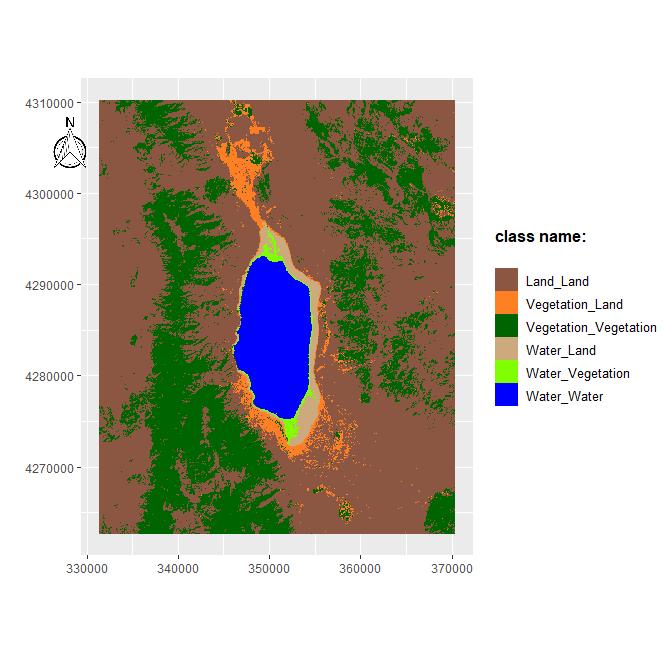 4310000
N
4300000
4290000
4280000
4270000
330000
340000
350000
360000
370000
class name:
Land_Land
Vegetation_Land
Vegetation_Vegetation
Water_Land
Water_Vegetation
Water_Water